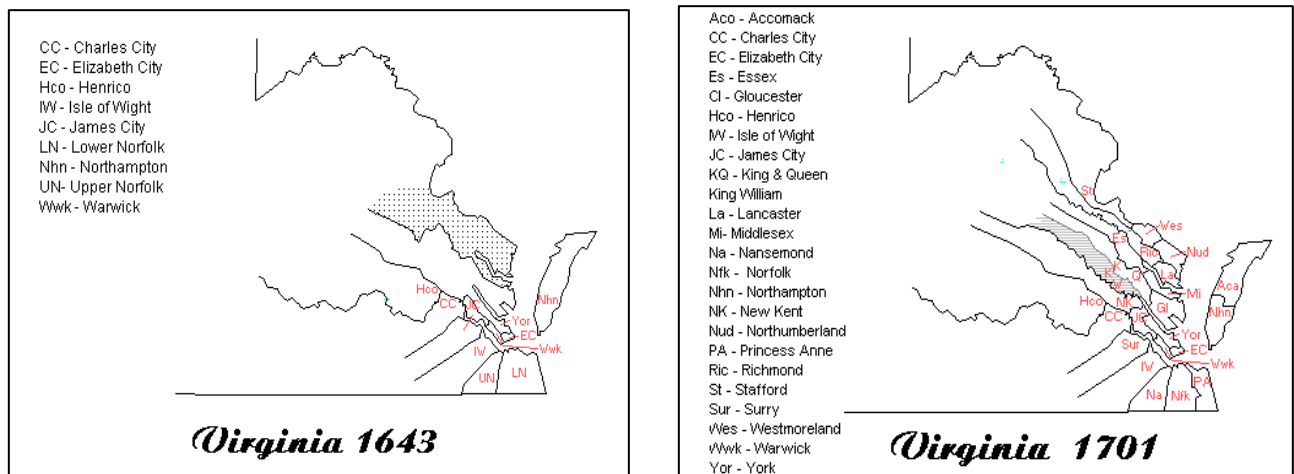 CC - Charles City
EC - Elizabeth City
Hco - Henrico
IW - Isle of Wight
JC - James City
LN - Lower Norfolk
Nhn - Northampton
UN- Upper Norfolk
Wwk - Warwick
Hco
CC
JC
Nhn
Yor
EC
Wwk
IW
UN
LN
Virginia 1643
Aco - Accomack
CC - Charles City
EC - Elizabeth City
Es - Essex
Cl - Gloucester
Hco - Henrico
IW - Isle of Wight
JC - James City
KQ - King & Queen
King William
La - Lancaster
Mi- Middlesex
Na - Nansemond
Nfk - Norfolk
Nhn - Northampton
NK - New Kent
Nud - Northumberland
PA - Princess Anne
Ric - Richmond
St - Stafford
Sur - Surry
Wes - Westmoreland
Wwk - Warwick
Yor - York
St
Wes
Es
Ric
Nud
K
Q
La
K
W
Mi
Aca
Hco
NK
Gl
Nhn
CC
JC
Yor
Sur
EC
IW
Wwk
Na
Nfk
PA
Virginia 1701